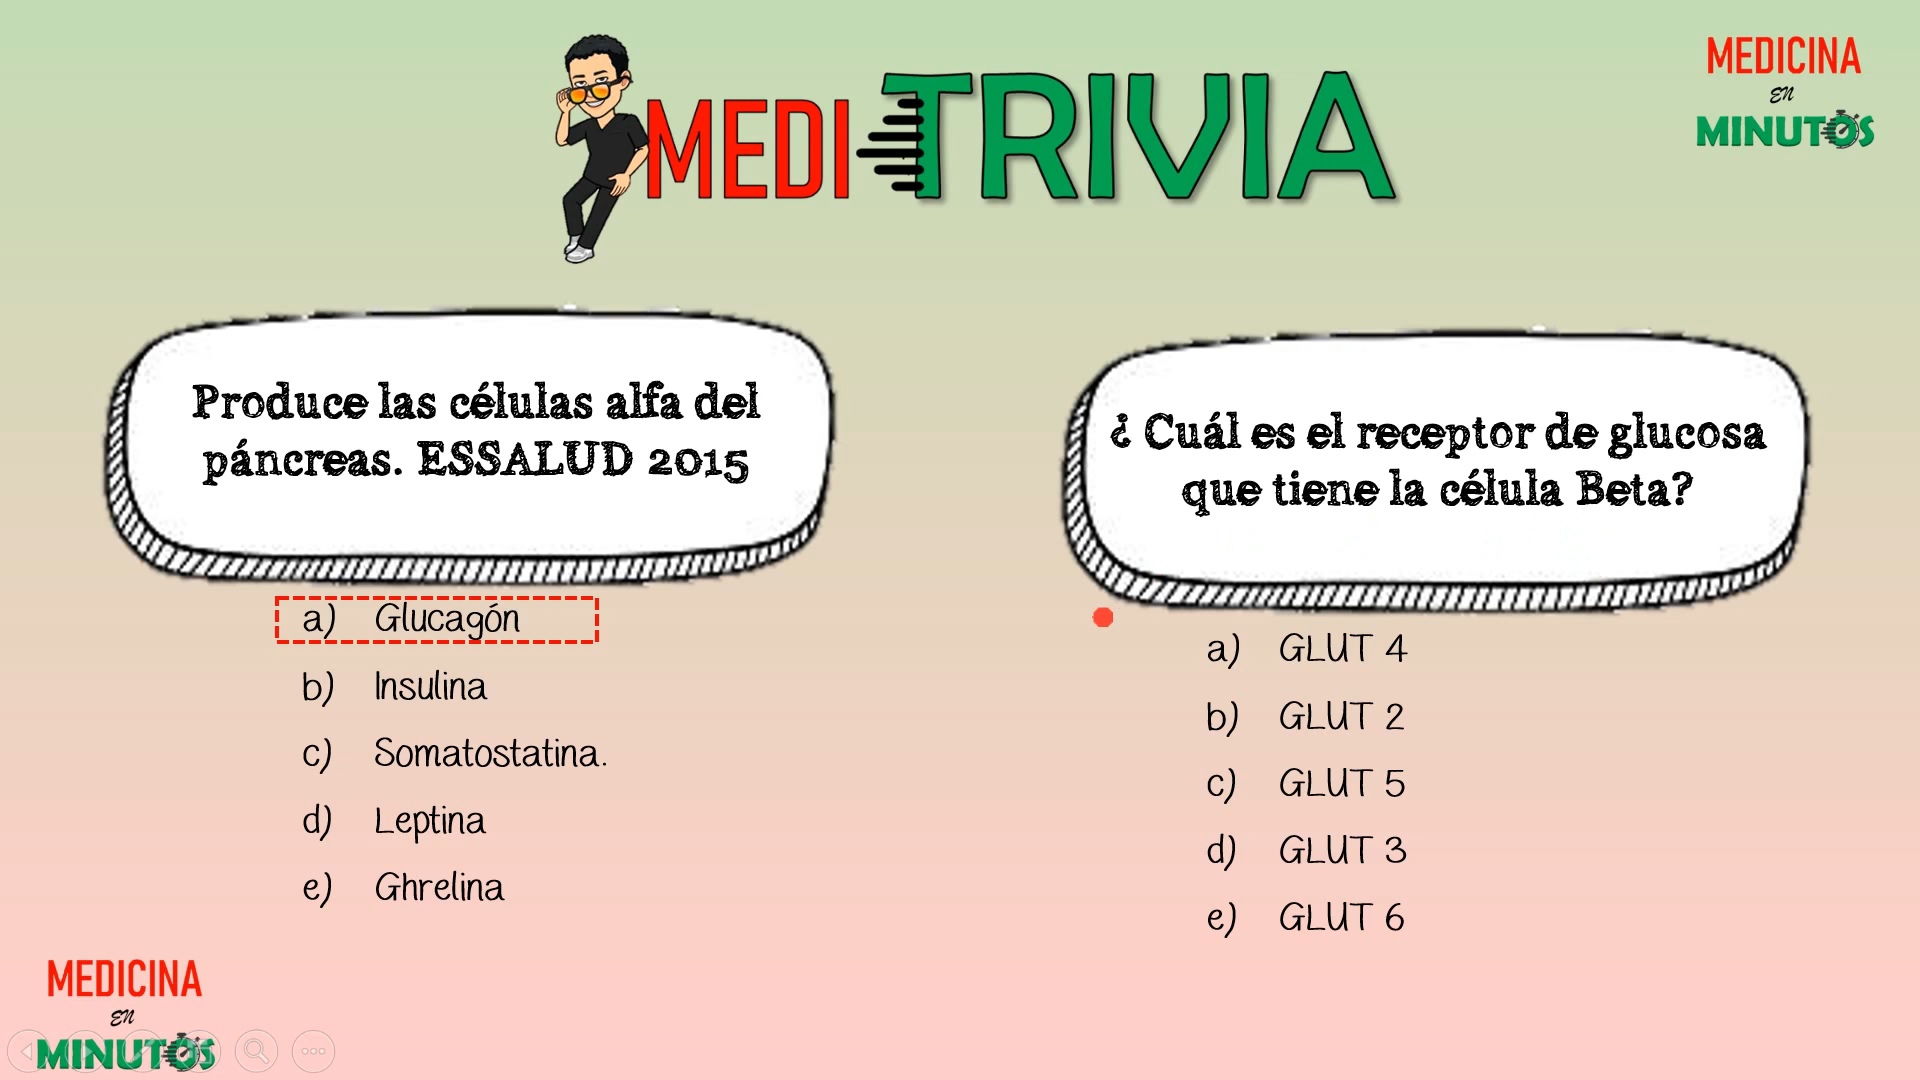 MEDI TRIVIA
MEDICINA
EN
MINUTOS
Produce las células alfa del
páncreas. ESSALUD 2015
a) Glucagón
b) Insulina
c) Somatostatina.
d) Leptina
e) Ghrelina
¿ Cuál es el receptor de glucosa
que tiene la célula Beta?
a) GLUT 4
b) GLUT 2
c) GLUT 5
d) GLUT 3
e) GLUT 6
MEDICINA
EN
MINUTOS